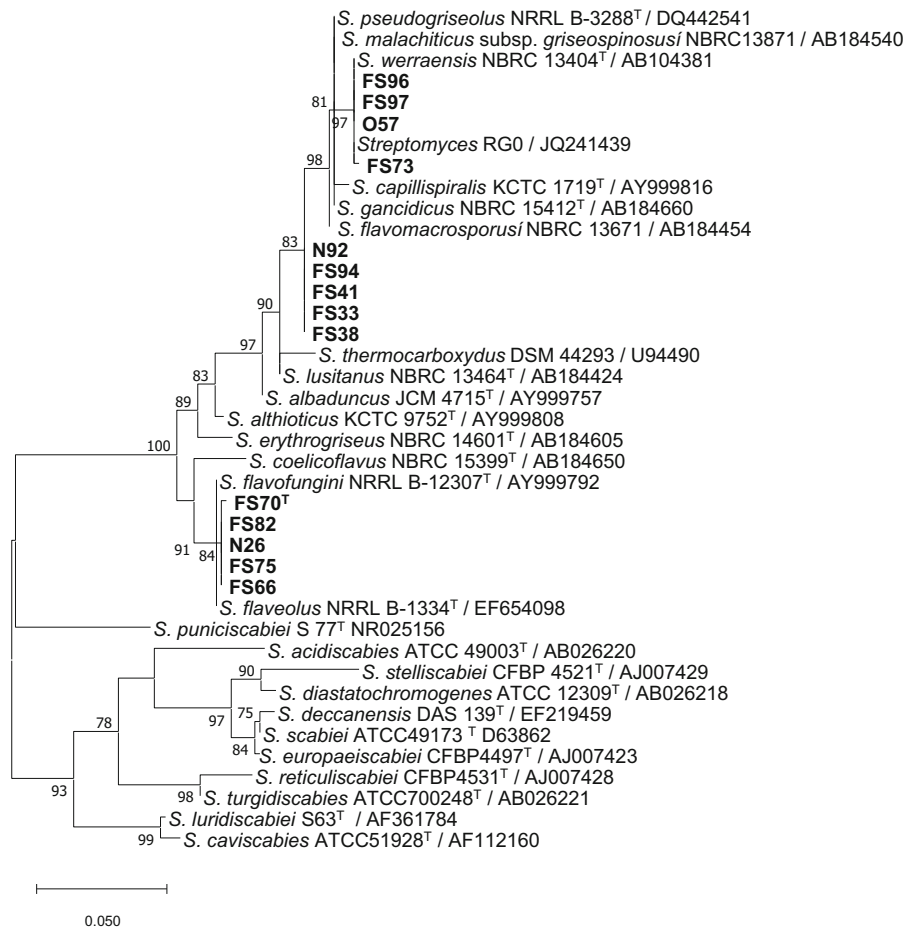 S. pseudogriseolus NRRL B-3288ᵀ / DQ442541
S. malachiticus subsp. griseospinosuí NBRC13871 / AB184540
S. werraensis NBRC 13404ᵀ / AB104381
FS96
81
FS97
97
O57
Streptomyces RG0 / JQ241439
98
FS73
S. capillispiralis KCTC 1719ᵀ / AY999816
S. gancidicus NBRC 15412ᵀ / AB184660
S. flavomacrosporuí NBRC 13671 / AB184454
83
N92
FS94
FS41
90
FS33
FS38
97
S. thermocarboxydus DSM 44293 / U94490
83
S. lusitanus NBRC 13464ᵀ / AB184424
S. albaduncus JCM 4715ᵀ / AY999757
89
S. althioticus KCTC 9752ᵀ / AY999808
100
S. erythrogriseus NBRC 14601ᵀ / AB184605
S. coelicoflavus NBRC 15399ᵀ / AB184650
S. flavofungini NRRL B-12307ᵀ / AY999792
FS70ᵀ
FS82
91
84
N26
FS75
FS66
S. flaveolus NRRL B-1334ᵀ / EF654098
S. puniciscabiei S 77ᵀ NR025156
S. acidiscabies ATCC 49003ᵀ / AB026220
90
S. stelliscabiei CFBP 4521ᵀ / AJ007429
S. diastatochromogenes ATCC 12309ᵀ / AB026218
78
97
75
S. deccanensis DAS 139ᵀ / EF219459
S. scabiei ATCC49173 ᵀ D63862
84
S. europaeiscabiei CFBP4497ᵀ / AJ007423
S. reticuliscabiei CFBP4531ᵀ / AJ007428
93
98
S. turgidiscabies ATCC700248ᵀ / AB026221
S. luridiscabiei S63ᵀ / AF361784
99
S. caviscabies ATCC51928ᵀ / AF112160
0.050